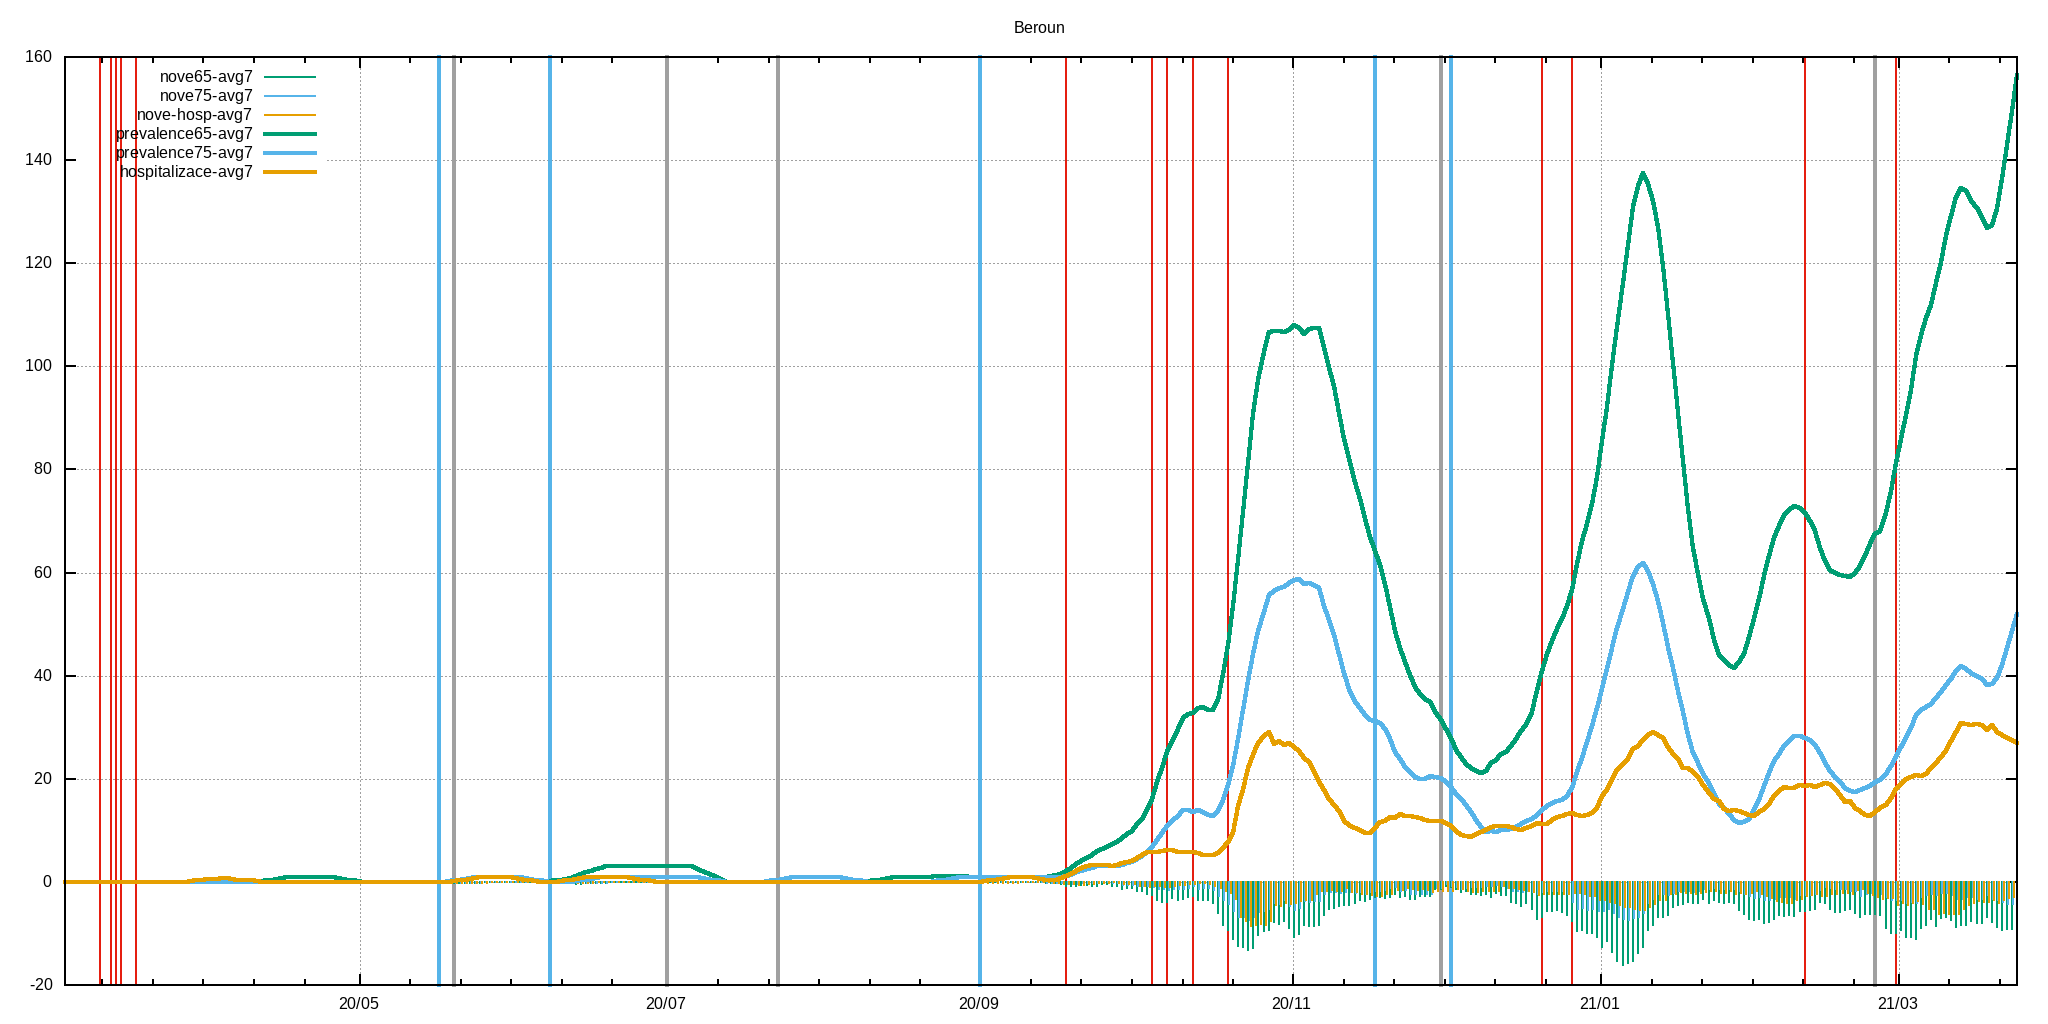 Beroun
160
140
120
100
80
60
40
20
0
-20
nove65-avg7
nove75-avg7
nove-hosp-avg7
prevalence65-avg7
prevalence75-avg7
hospitalizace-avg7
20/05 20/07 20/09 20/11 21/01 21/03